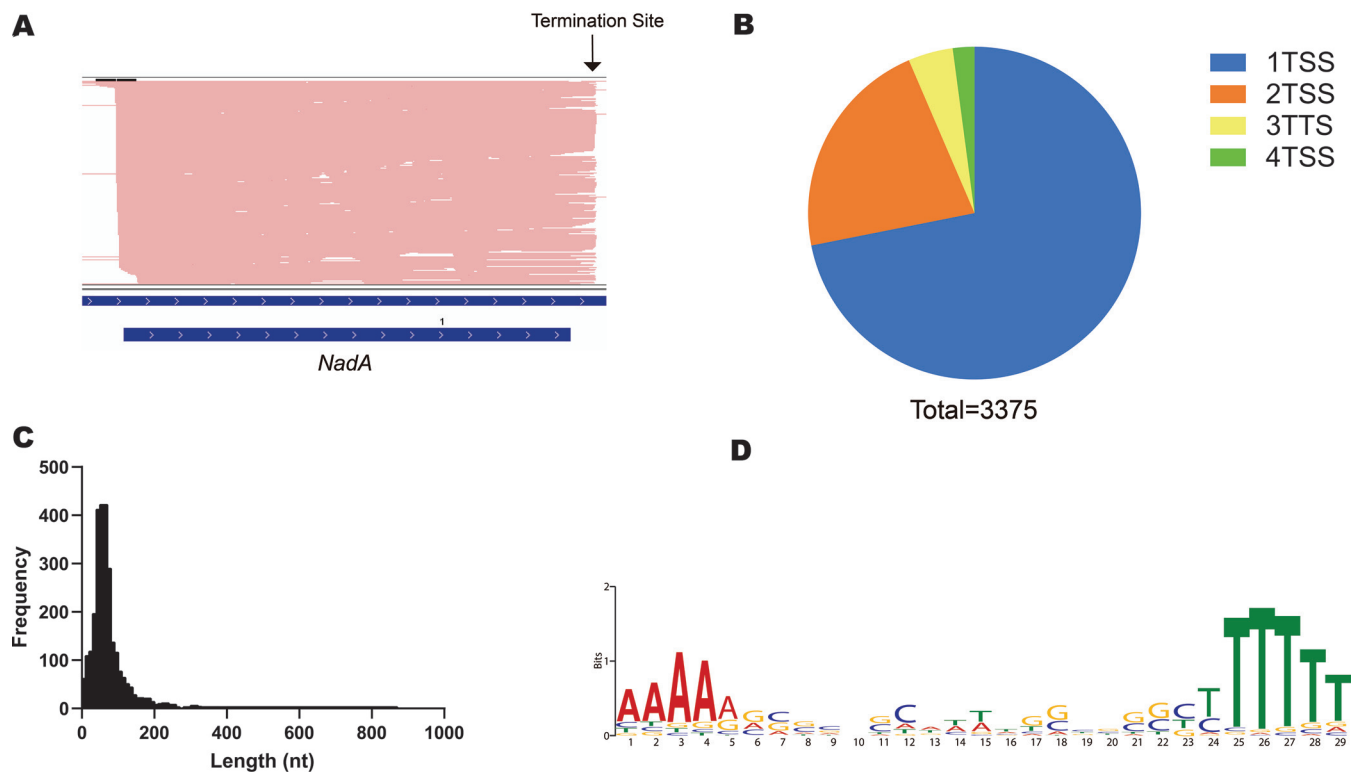 A
Termination Site
1
NadA
B
1TSS
2TSS
3TTS
4TSS
Total=3375
C
500
400
300
200
100
0
Frequency
0 200 400 600 800 1000
Length (nt)
D
2
1
0
Bits
1 2 3 4 5 6 7 8 9 10 11 12 13 14 15 16 17 18 19 20 21 22 23 24 25 26 27 28 29